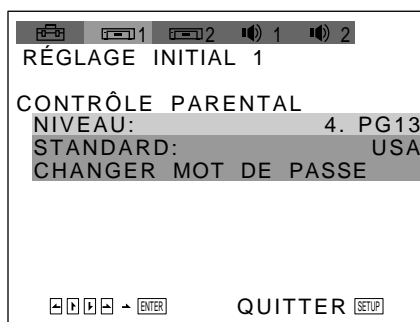 1 2 1 2
RÉGLAGE INITIAL 1
CONTRÔLE PARENTAL
NIVEAU: 4. PG13
STANDARD: USA
CHANGER MOT DE PASSE
ENTER QUITTER SETUP